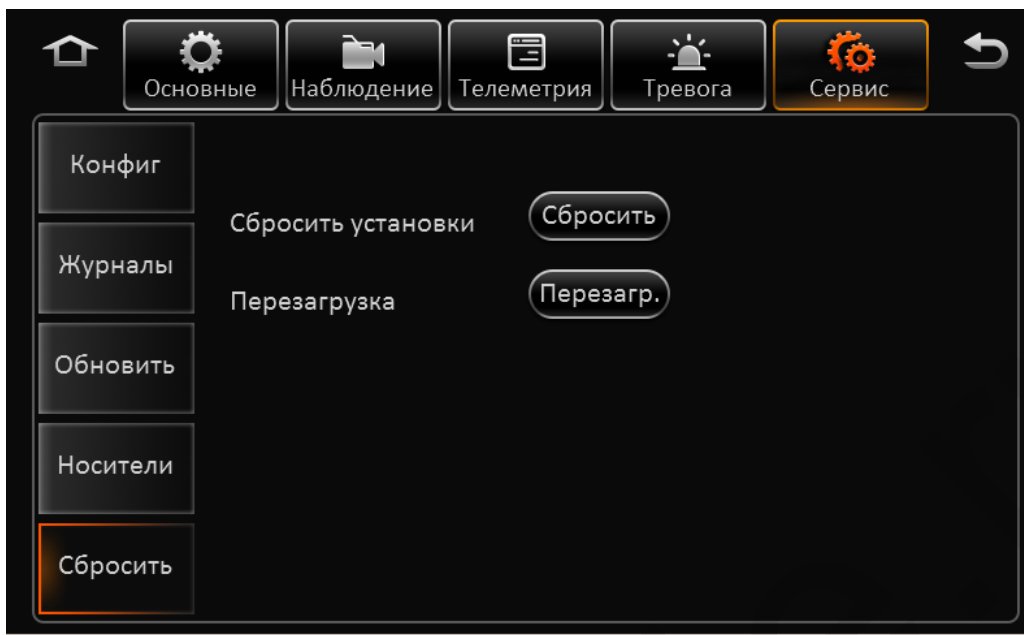 Основные
Наблюдение
Телеметрия
Тревога
Сервис
Конфиг
Журналы
Обновить
Носители
Сбросить
Сбросить установки
Сбросить
Перезагрузка
Перезагр.